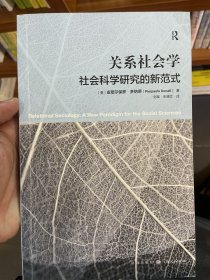 R
关系社会学
社会科学研究的新范式
Relational Sociology: A New Paradigm for the Social Sciences
皮耶尔保罗·多纳蒂（Pierpaolo Donati）著